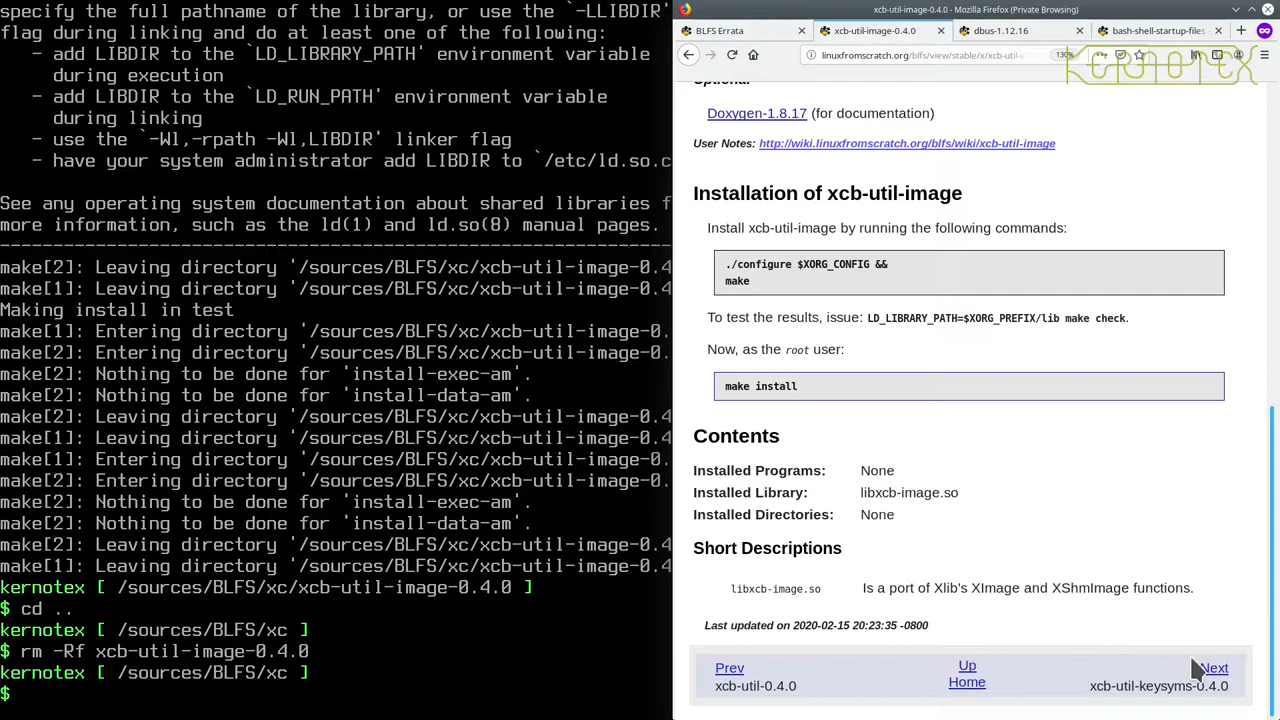 specify the full pathname of the library, or use the `-LLIBDIR'
flag during linking and do at least one of the following:
- add LIBDIR to the `LD_LIBRARY_PATH' environment variable
during execution
- add LIBDIR to the `LD_RUN_PATH' environment variable
during linking
- use the `-Wl,-rpath -Wl,LIBDIR' linker flag
- have your system administrator add LIBDIR to `/etc/ld.so.c
See any operating system documentation about shared libraries f
more information, such as the ld(1) and ld.so(8) manual pages.
----------------------------------------------------------------
make[2]: Leaving directory '/sources/BLFS/xc/xcb-util-image-0.4
make[1]: Leaving directory '/sources/BLFS/xc/xcb-util-image-0.4
Making install in test
make[1]: Entering directory '/sources/BLFS/xc/xcb-util-image-0.
make[2]: Entering directory '/sources/BLFS/xc/xcb-util-image-0.
make[2]: Nothing to be done for 'install-exec-am'.
make[2]: Nothing to be done for 'install-data-am'.
make[2]: Leaving directory '/sources/BLFS/xc/xcb-util-image-0.4
make[1]: Leaving directory '/sources/BLFS/xc/xcb-util-image-0.4
make[1]: Entering directory '/sources/BLFS/xc/xcb-util-image-0.
make[2]: Entering directory '/sources/BLFS/xc/xcb-util-image-0.
make[2]: Nothing to be done for 'install-exec-am'.
make[2]: Nothing to be done for 'install-data-am'.
make[2]: Leaving directory '/sources/BLFS/xc/xcb-util-image-0.4
make[1]: Leaving directory '/sources/BLFS/xc/xcb-util-image-0.4
kernotex [ /sources/BLFS/xc/xcb-util-image-0.4.0 ]
$ cd ..
kernotex [ /sources/BLFS/xc ]
$ rm -Rf xcb-util-image-0.4.0
kernotex [ /sources/BLFS/xc ]
$
xcb-util-image-0.4.0 - Mozilla Firefox (Private Browsing)
BLFS Errata
xcb-util-image-0.4.0
dbus-1.12.16
bash-shell-startup-files
linuxfromscratch.org/blfs/view/stable/x/xcb-util-i
130%
KERNOTEX
Optional
Doxygen-1.8.17 (for documentation)
User Notes: http://wiki.linuxfromscratch.org/blfs/wiki/xcb-util-image
Installation of xcb-util-image
Install xcb-util-image by running the following commands:
./configure $XORG_CONFIG &&
make
To test the results, issue: LD_LIBRARY_PATH=$XORG_PREFIX/lib make check.
Now, as the root user:
make install
Contents
Installed Programs: None
Installed Library: libxcb-image.so
Installed Directories: None
Short Descriptions
libxcb-image.so Is a port of Xlib's XImage and XShmImage functions.
Last updated on 2020-02-15 20:23:35 -0800
Prev Up Next
xcb-util-0.4.0 Home xcb-util-keysyms-0.4.0